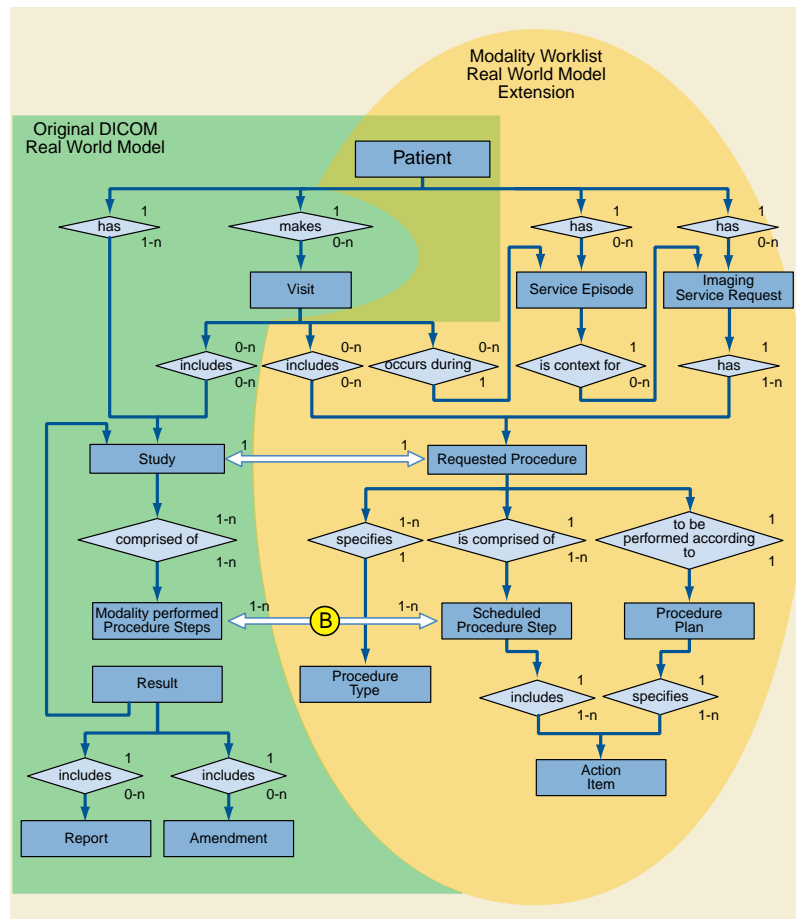 Modality Worklist
Real World Model
Extension
Original DICOM
Real World Model
Patient
1
1
1
1
has
makes
has
has
1-n
0-n
0-n
0-n
Visit
Service Episode
Imaging
Service Request
0-n
0-n
0-n
1
1
includes
includes
occurs during
is context for
has
0-n
0-n
1
0-n
1-n
1
1
Study
Requested Procedure
1-n
1-n
1
1
comprised of
specifies
is comprised of
to be
performed according
to
1-n
1
1-n
1
Modality performed
Procedure Steps
1-n
B
1-n
Scheduled
Procedure Step
Procedure
Plan
Result
Procedure
Type
1
1
includes
specifies
1-n
1-n
1
1
includes
includes
0-n
0-n
Action
Item
Report
Amendment